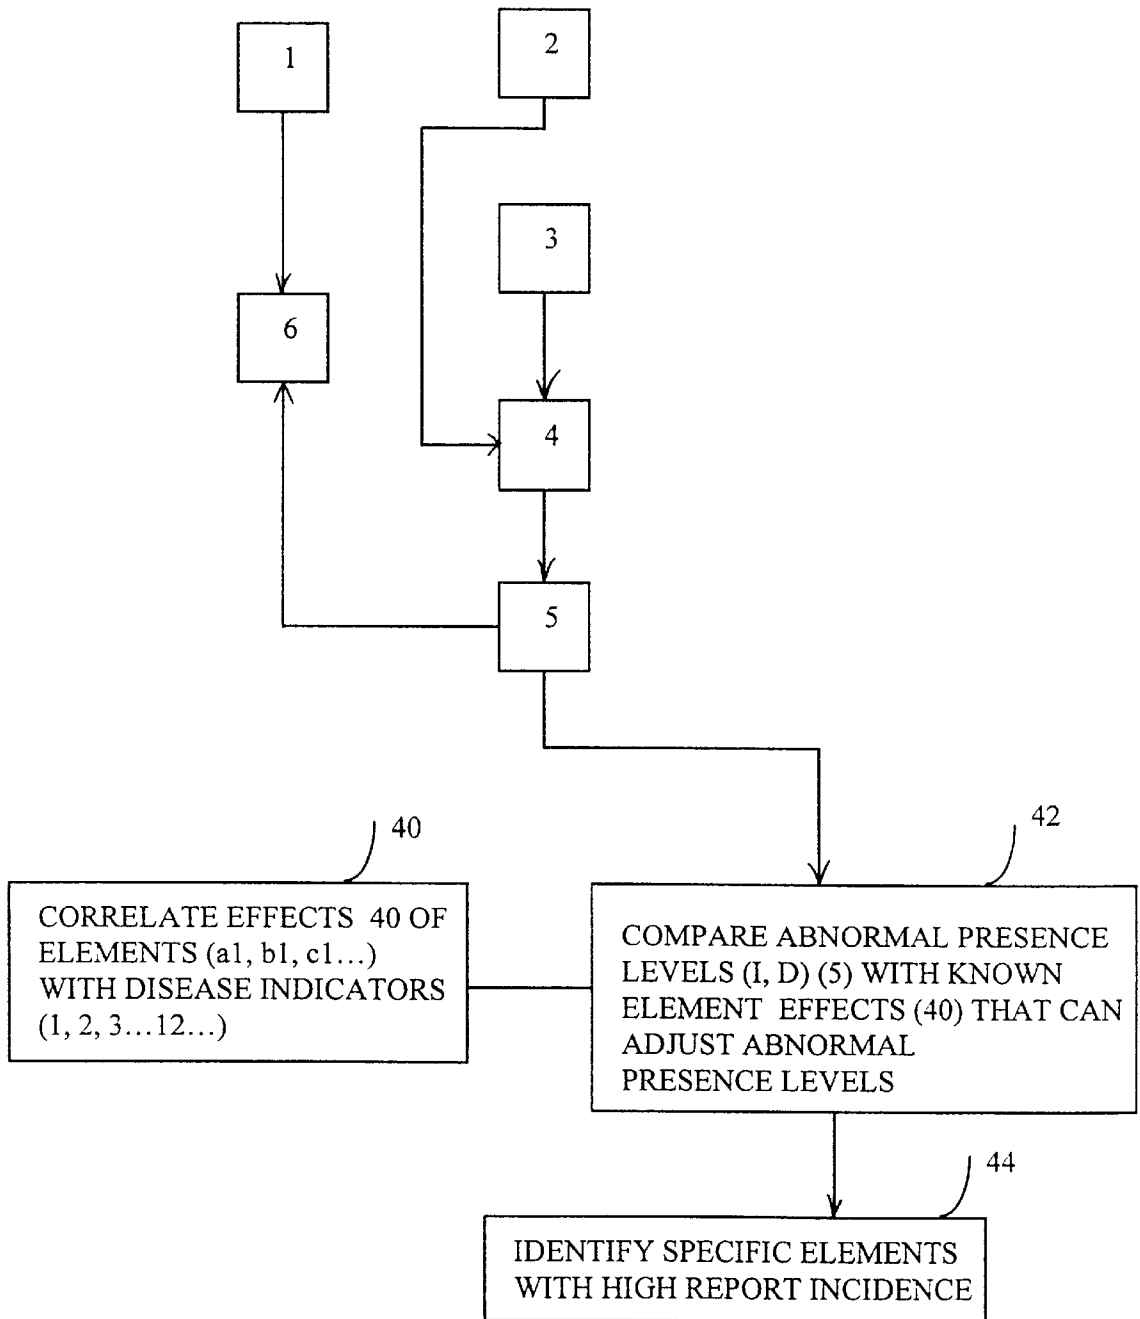 1
2
3
6
4
5
40
42
CORRELATE EFFECTS 40 OF
ELEMENTS (a1, b1, c1...)
WITH DISEASE INDICATORS
(1, 2, 3...12...)
COMPARE ABNORMAL PRESENCE
LEVELS (I, D) (5) WITH KNOWN
ELEMENT EFFECTS (40) THAT CAN
ADJUST ABNORMAL
PRESENCE LEVELS
44
IDENTIFY SPECIFIC ELEMENTS
WITH HIGH REPORT INCIDENCE